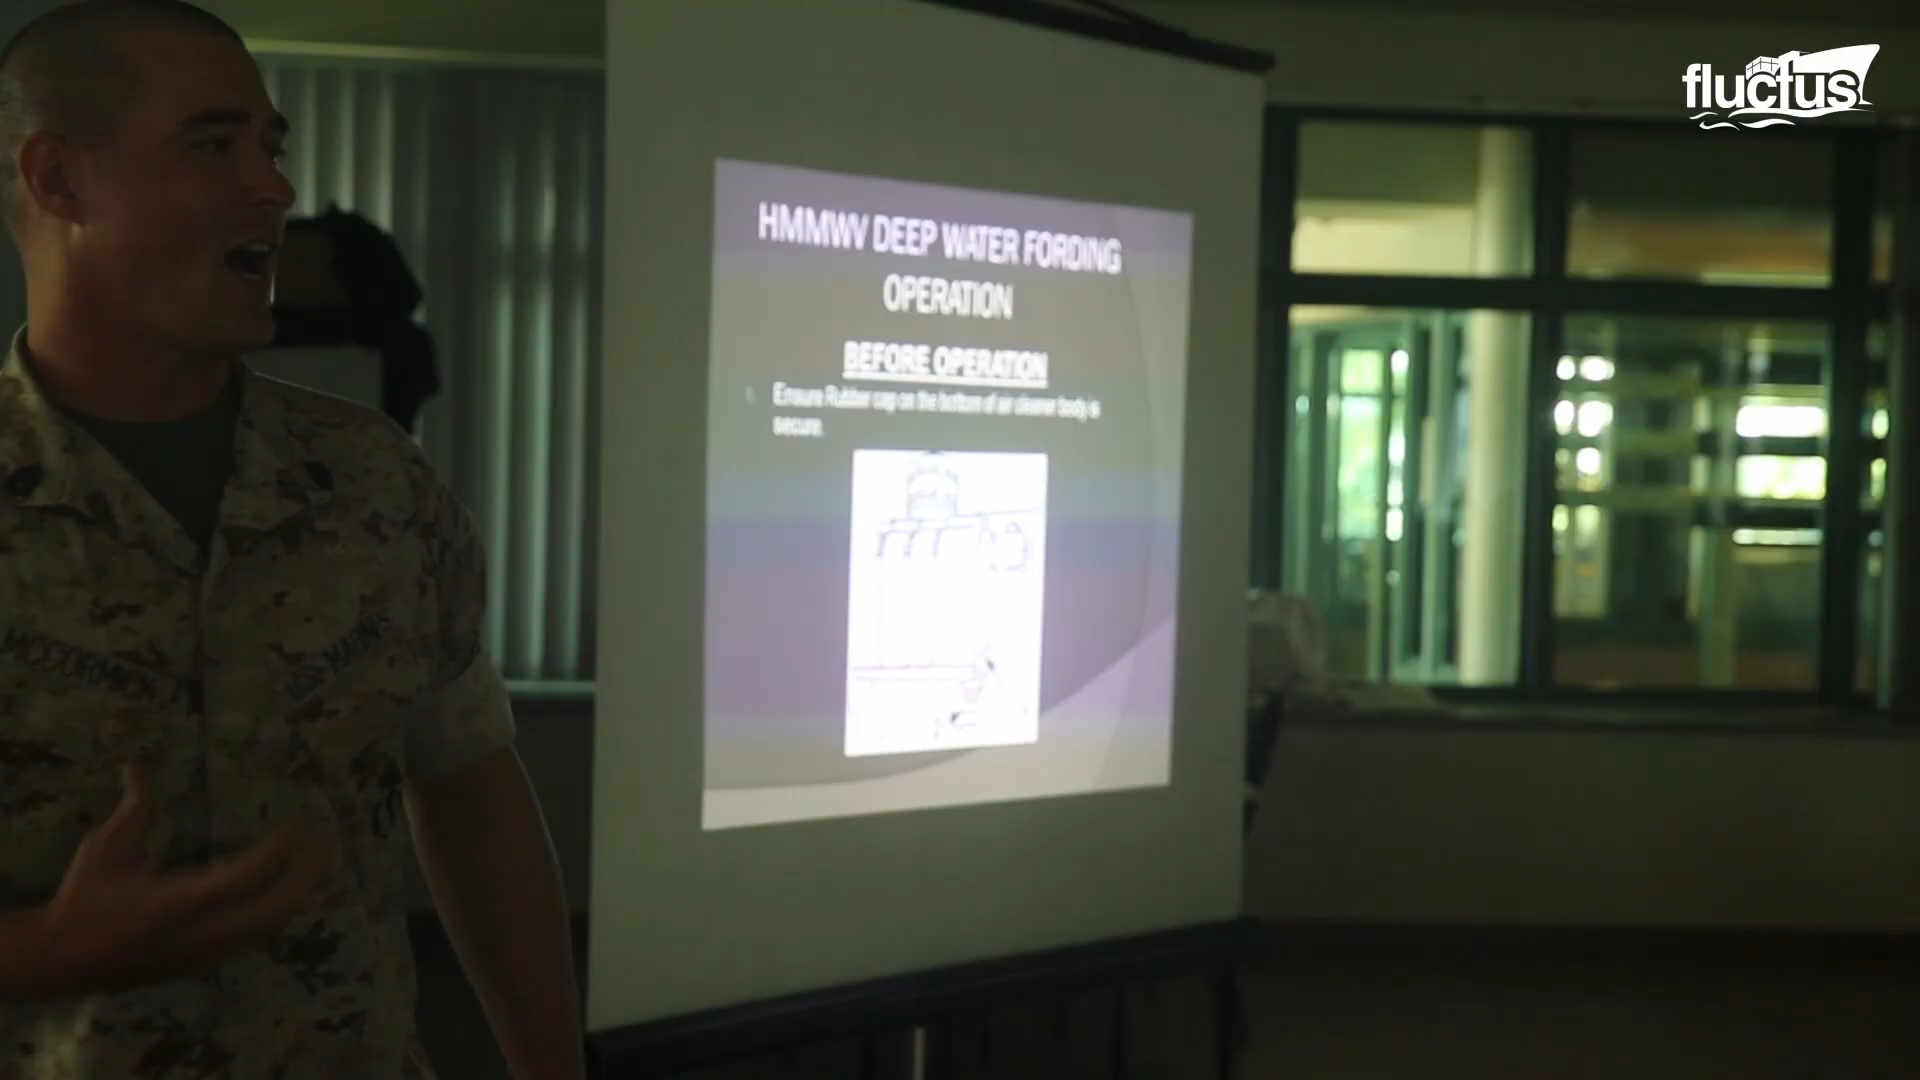 fluctus
HMMWV DEEP WATER FORDING
OPERATION
BEFORE OPERATION
1. Ensure Rubber cap on the bottom of air cleaner body is
secure.
MCCORMICK
U.S. MARINES